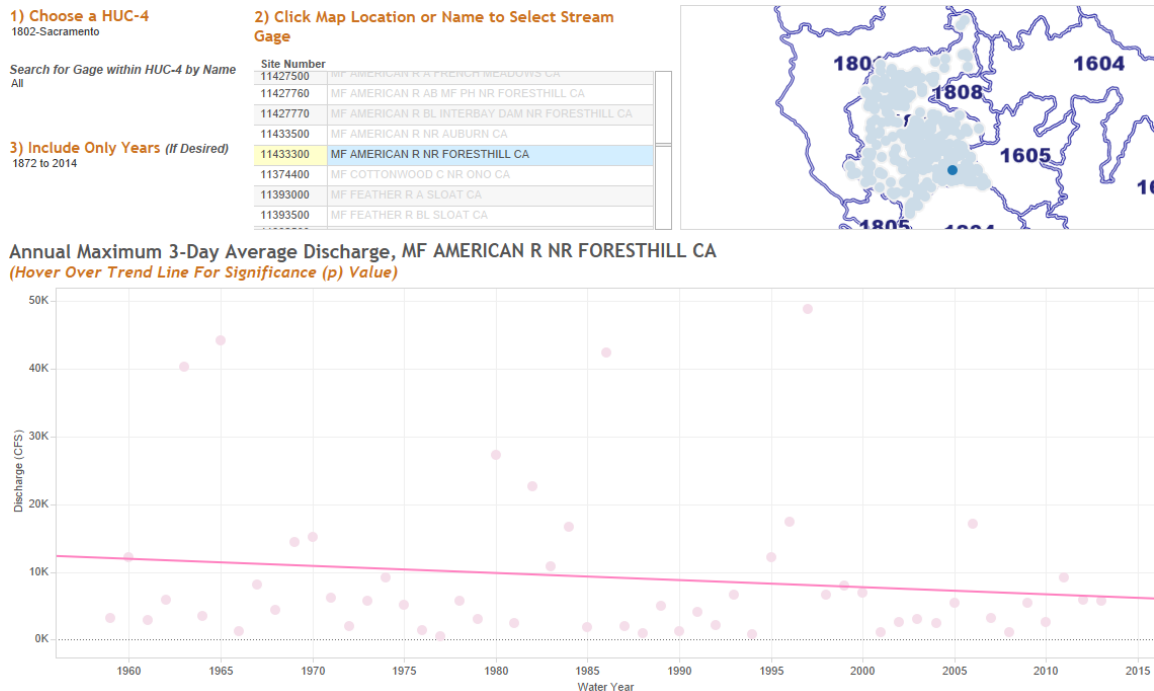 1) Choose a HUC-4
1802-Sacramento
Search for Gage within HUC-4 by Name
All
3) Include Only Years (If Desired)
1872 to 2014
2) Click Map Location or Name to Select Stream
Gage
Site Number
11427500 MF AMERICAN R A FRENCH MEADOWS CA
11427760 MF AMERICAN R AB MF PH NR FORESTHILL CA
11427770 MF AMERICAN R BL INTERBAY DAM NR FORESTHILL CA
11433500 MF AMERICAN R NR AUBURN CA
11433300 MF AMERICAN R NR FORESTHILL CA
11374400 MF COTTONWOOD C NR ONO CA
11393000 MF FEATHER R A SLOAT CA
11393500 MF FEATHER R BL SLOAT CA
1604
1808
1605
1805
Annual Maximum 3-Day Average Discharge, MF AMERICAN R NR FORESTHILL CA
(Hover Over Trend Line For Significance (p) Value)
50K
40K
30K
20K
10K
0K
Discharge (CFS)
1960 1965 1970 1975 1980 1985 1990 1995 2000 2005 2010 2015
Water Year